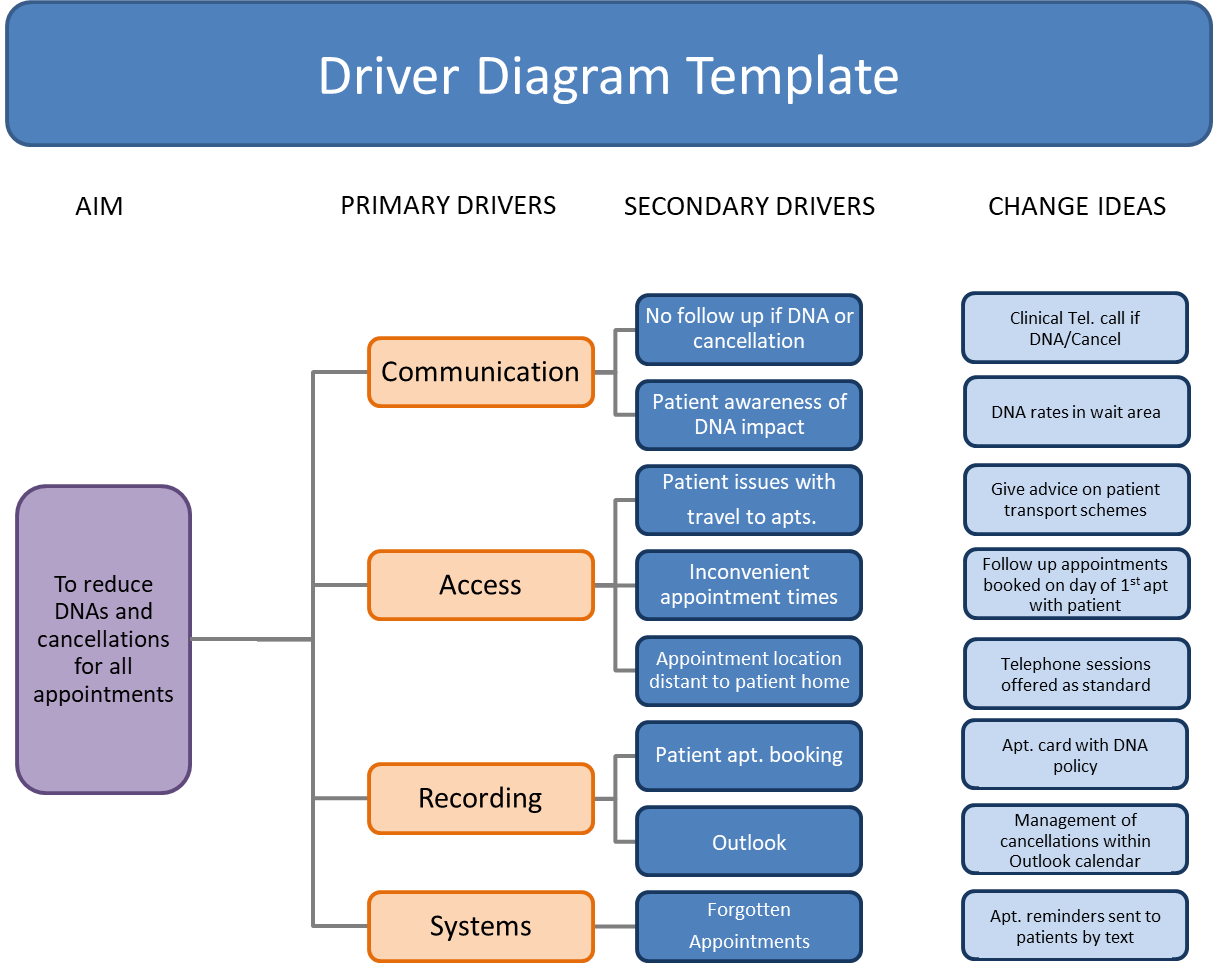 Driver Diagram Template
AIM
PRIMARY DRIVERS
SECONDARY DRIVERS
CHANGE IDEAS
To reduce
DNAs and
cancellations
for all
appointments
Communication
No follow up if DNA or
cancellation
Clinical Tel. call if
DNA/Cancel
Patient awareness of
DNA impact
DNA rates in wait area
Access
Patient issues with
travel to apts.
Give advice on patient
transport schemes
Inconvenient
appointment times
Follow up appointments
booked on day of 1st apt
with patient
Appointment location
distant to patient home
Telephone sessions
offered as standard
Recording
Patient apt. booking
Apt. card with DNA
policy
Outlook
Management of
cancellations within
Outlook calendar
Systems
Forgotten
Appointments
Apt. reminders sent to
patients by text